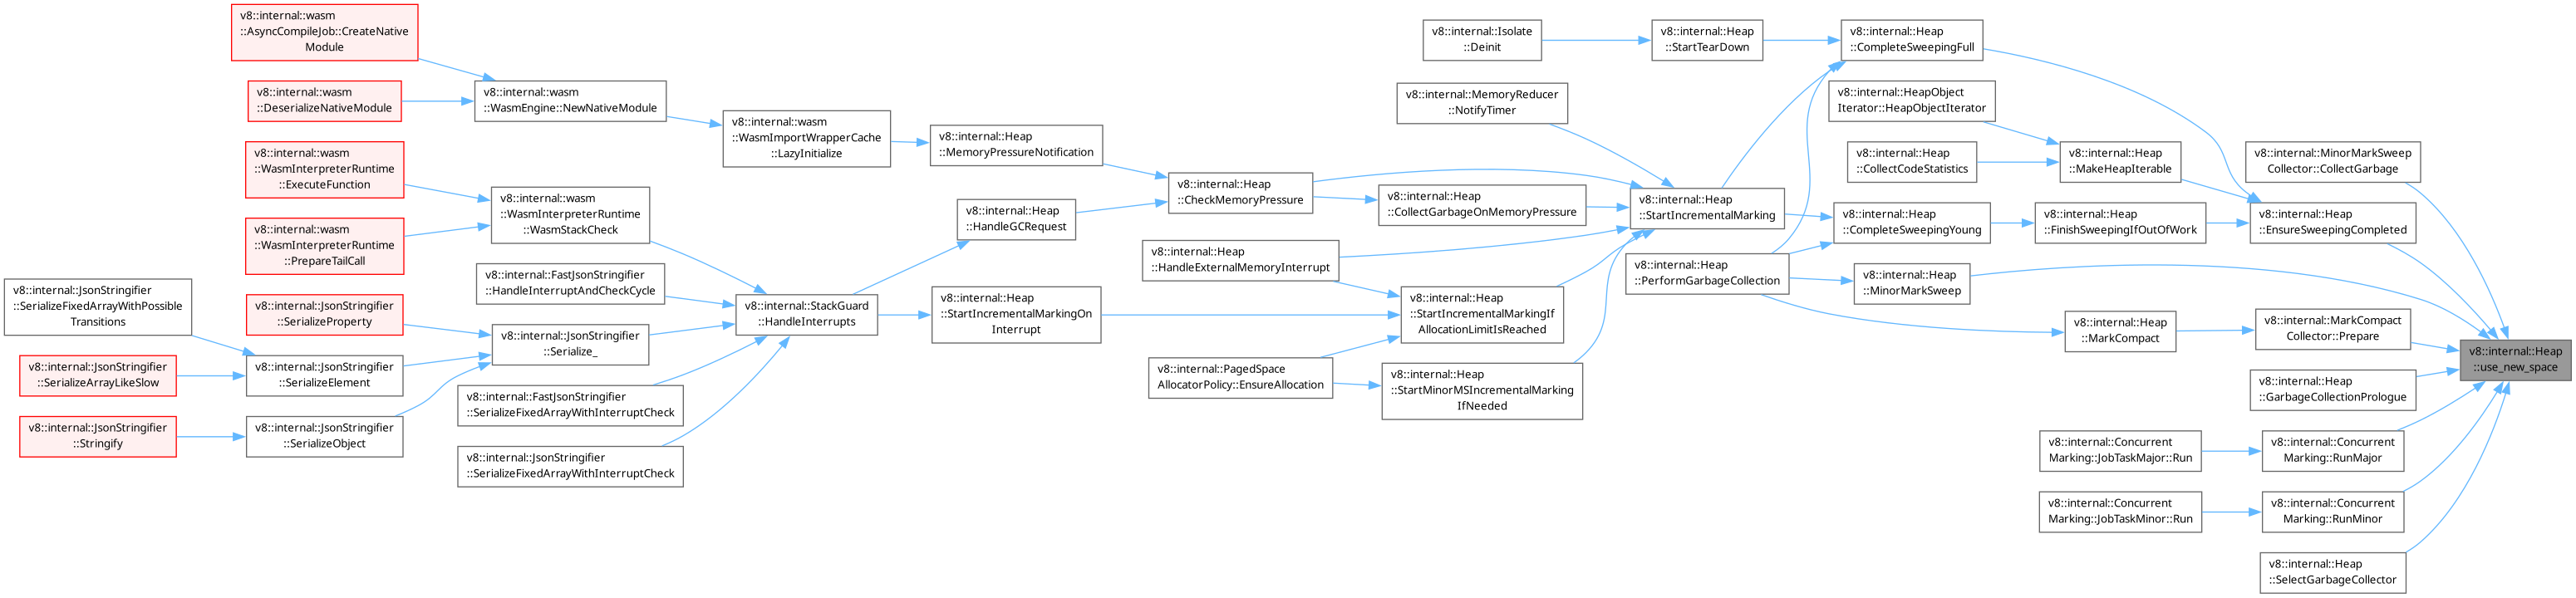 v8::internal::wasm
::AsyncCompileJob::CreateNative
Module
v8::internal::wasm
::DeserializeNativeModule
v8::internal::wasm
::WasmInterpreterRuntime
::ExecuteFunction
v8::internal::wasm
::WasmInterpreterRuntime
::PrepareTailCall
v8::internal::JsonStringifier
::SerializeFixedArrayWithPossible
Transitions
v8::internal::JsonStringifier
::SerializeProperty
v8::internal::JsonStringifier
::SerializeArrayLikeSlow
v8::internal::JsonStringifier
::SerializeElement
v8::internal::JsonStringifier
::Stringify
v8::internal::JsonStringifier
::SerializeObject
v8::internal::wasm
::WasmEngine::NewNativeModule
v8::internal::wasm
::WasmInterpreterRuntime
::WasmStackCheck
v8::internal::FastJsonStringifier
::HandleInterruptAndCheckCycle
v8::internal::JsonStringifier
::Serialize_
v8::internal::FastJsonStringifier
::SerializeFixedArrayWithInterruptCheck
v8::internal::JsonStringifier
::SerializeFixedArrayWithInterruptCheck
v8::internal::wasm
::WasmImportWrapperCache
::LazyInitialize
v8::internal::StackGuard
::HandleInterrupts
v8::internal::Heap
::MemoryPressureNotification
v8::internal::Heap
::HandleGCRequest
v8::internal::Heap
::StartIncrementalMarkingOn
Interrupt
v8::internal::Heap
::CheckMemoryPressure
v8::internal::Heap
::HandleExternalMemoryInterrupt
v8::internal::PagedSpace
AllocatorPolicy::EnsureAllocation
v8::internal::Isolate
::Deinit
v8::internal::MemoryReducer
::NotifyTimer
v8::internal::Heap
::CollectGarbageOnMemoryPressure
v8::internal::Heap
::StartIncrementalMarkingIf
AllocationLimitIsReached
v8::internal::Heap
::StartMinorMSIncrementalMarking
IfNeeded
v8::internal::Heap
::StartTearDown
v8::internal::Heap
::StartIncrementalMarking
v8::internal::Heap
::PerformGarbageCollection
v8::internal::Heap
::CompleteSweepingFull
v8::internal::HeapObject
Iterator::HeapObjectIterator
v8::internal::Heap
::CollectCodeStatistics
v8::internal::Heap
::CompleteSweepingYoung
v8::internal::Heap
::MinorMarkSweep
v8::internal::Heap
::MakeHeapIterable
v8::internal::Heap
::FinishSweepingIfOutOfWork
v8::internal::Heap
::MarkCompact
v8::internal::Concurrent
Marking::JobTaskMajor::Run
v8::internal::Concurrent
Marking::JobTaskMinor::Run
v8::internal::MinorMarkSweep
Collector::CollectGarbage
v8::internal::Heap
::EnsureSweepingCompleted
v8::internal::MarkCompact
Collector::Prepare
v8::internal::Heap
::GarbageCollectionPrologue
v8::internal::Concurrent
Marking::RunMajor
v8::internal::Concurrent
Marking::RunMinor
v8::internal::Heap
::SelectGarbageCollector
v8::internal::Heap
::use_new_space